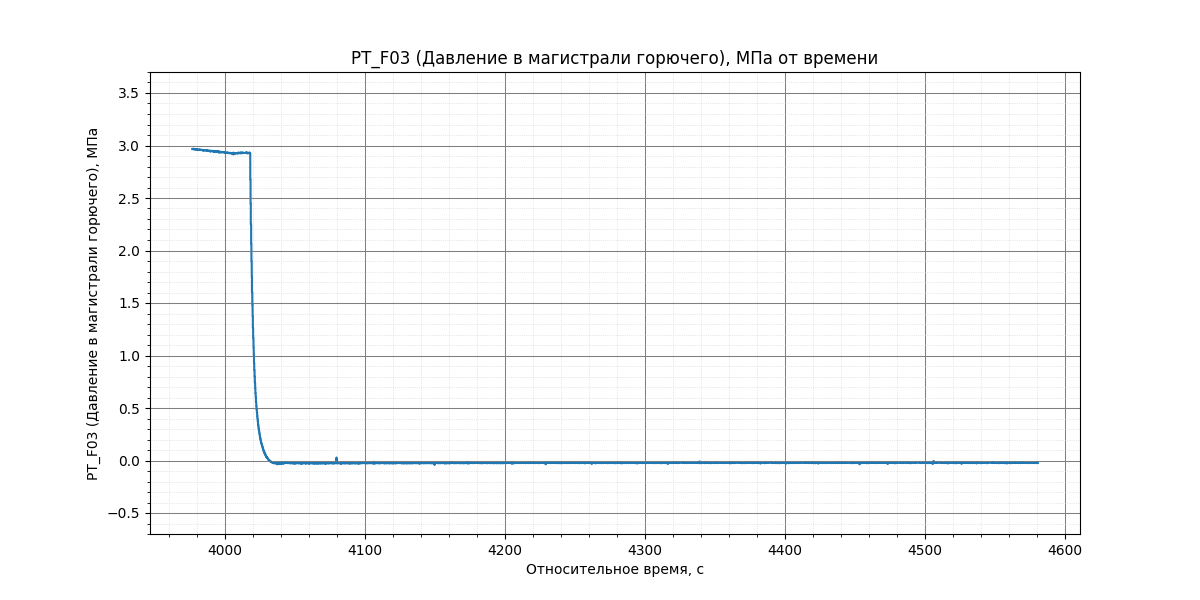 PT_F03 (Давление в магистрали горючего), МПа от времени
PT_F03 (Давление в магистрали горючего), МПа
3.5
3.0
2.5
2.0
1.5
1.0
0.5
0.0
−0.5
4000 4100 4200 4300 4400 4500 4600
Относительное время, с